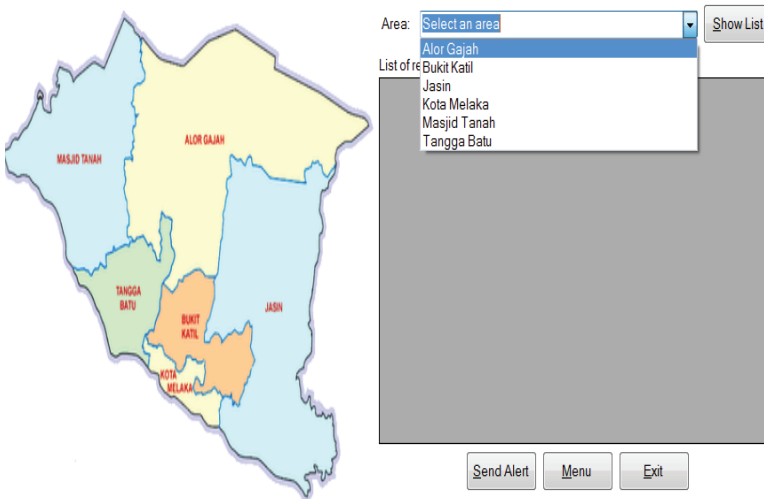 MASJID TANAH
ALOR GAJAH
TANGGA
BATU
BUKIT
KATIL
JASIN
KOTA
MELAKA
Area: Select an area Show List
Alor Gajah
List of re
Bukit Katil
Jasin
Kota Melaka
Masjid Tanah
Tangga Batu
Send Alert Menu Exit